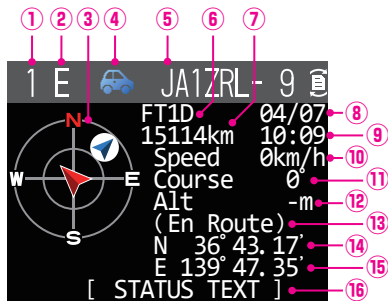 ① ② ③ ④ ⑤ ⑥ ⑦
1 E JA1ZRL- 9
FT1D 04/07 ⑧
15114km 10:09 ⑨
Speed 0km/h ⑩
Course 0° ⑪
Alt -m ⑫
(En Route) ⑬
N 36°43.17' ⑭
E 139°47.35' ⑮
[ STATUS TEXT ] ⑯
N
W E
S